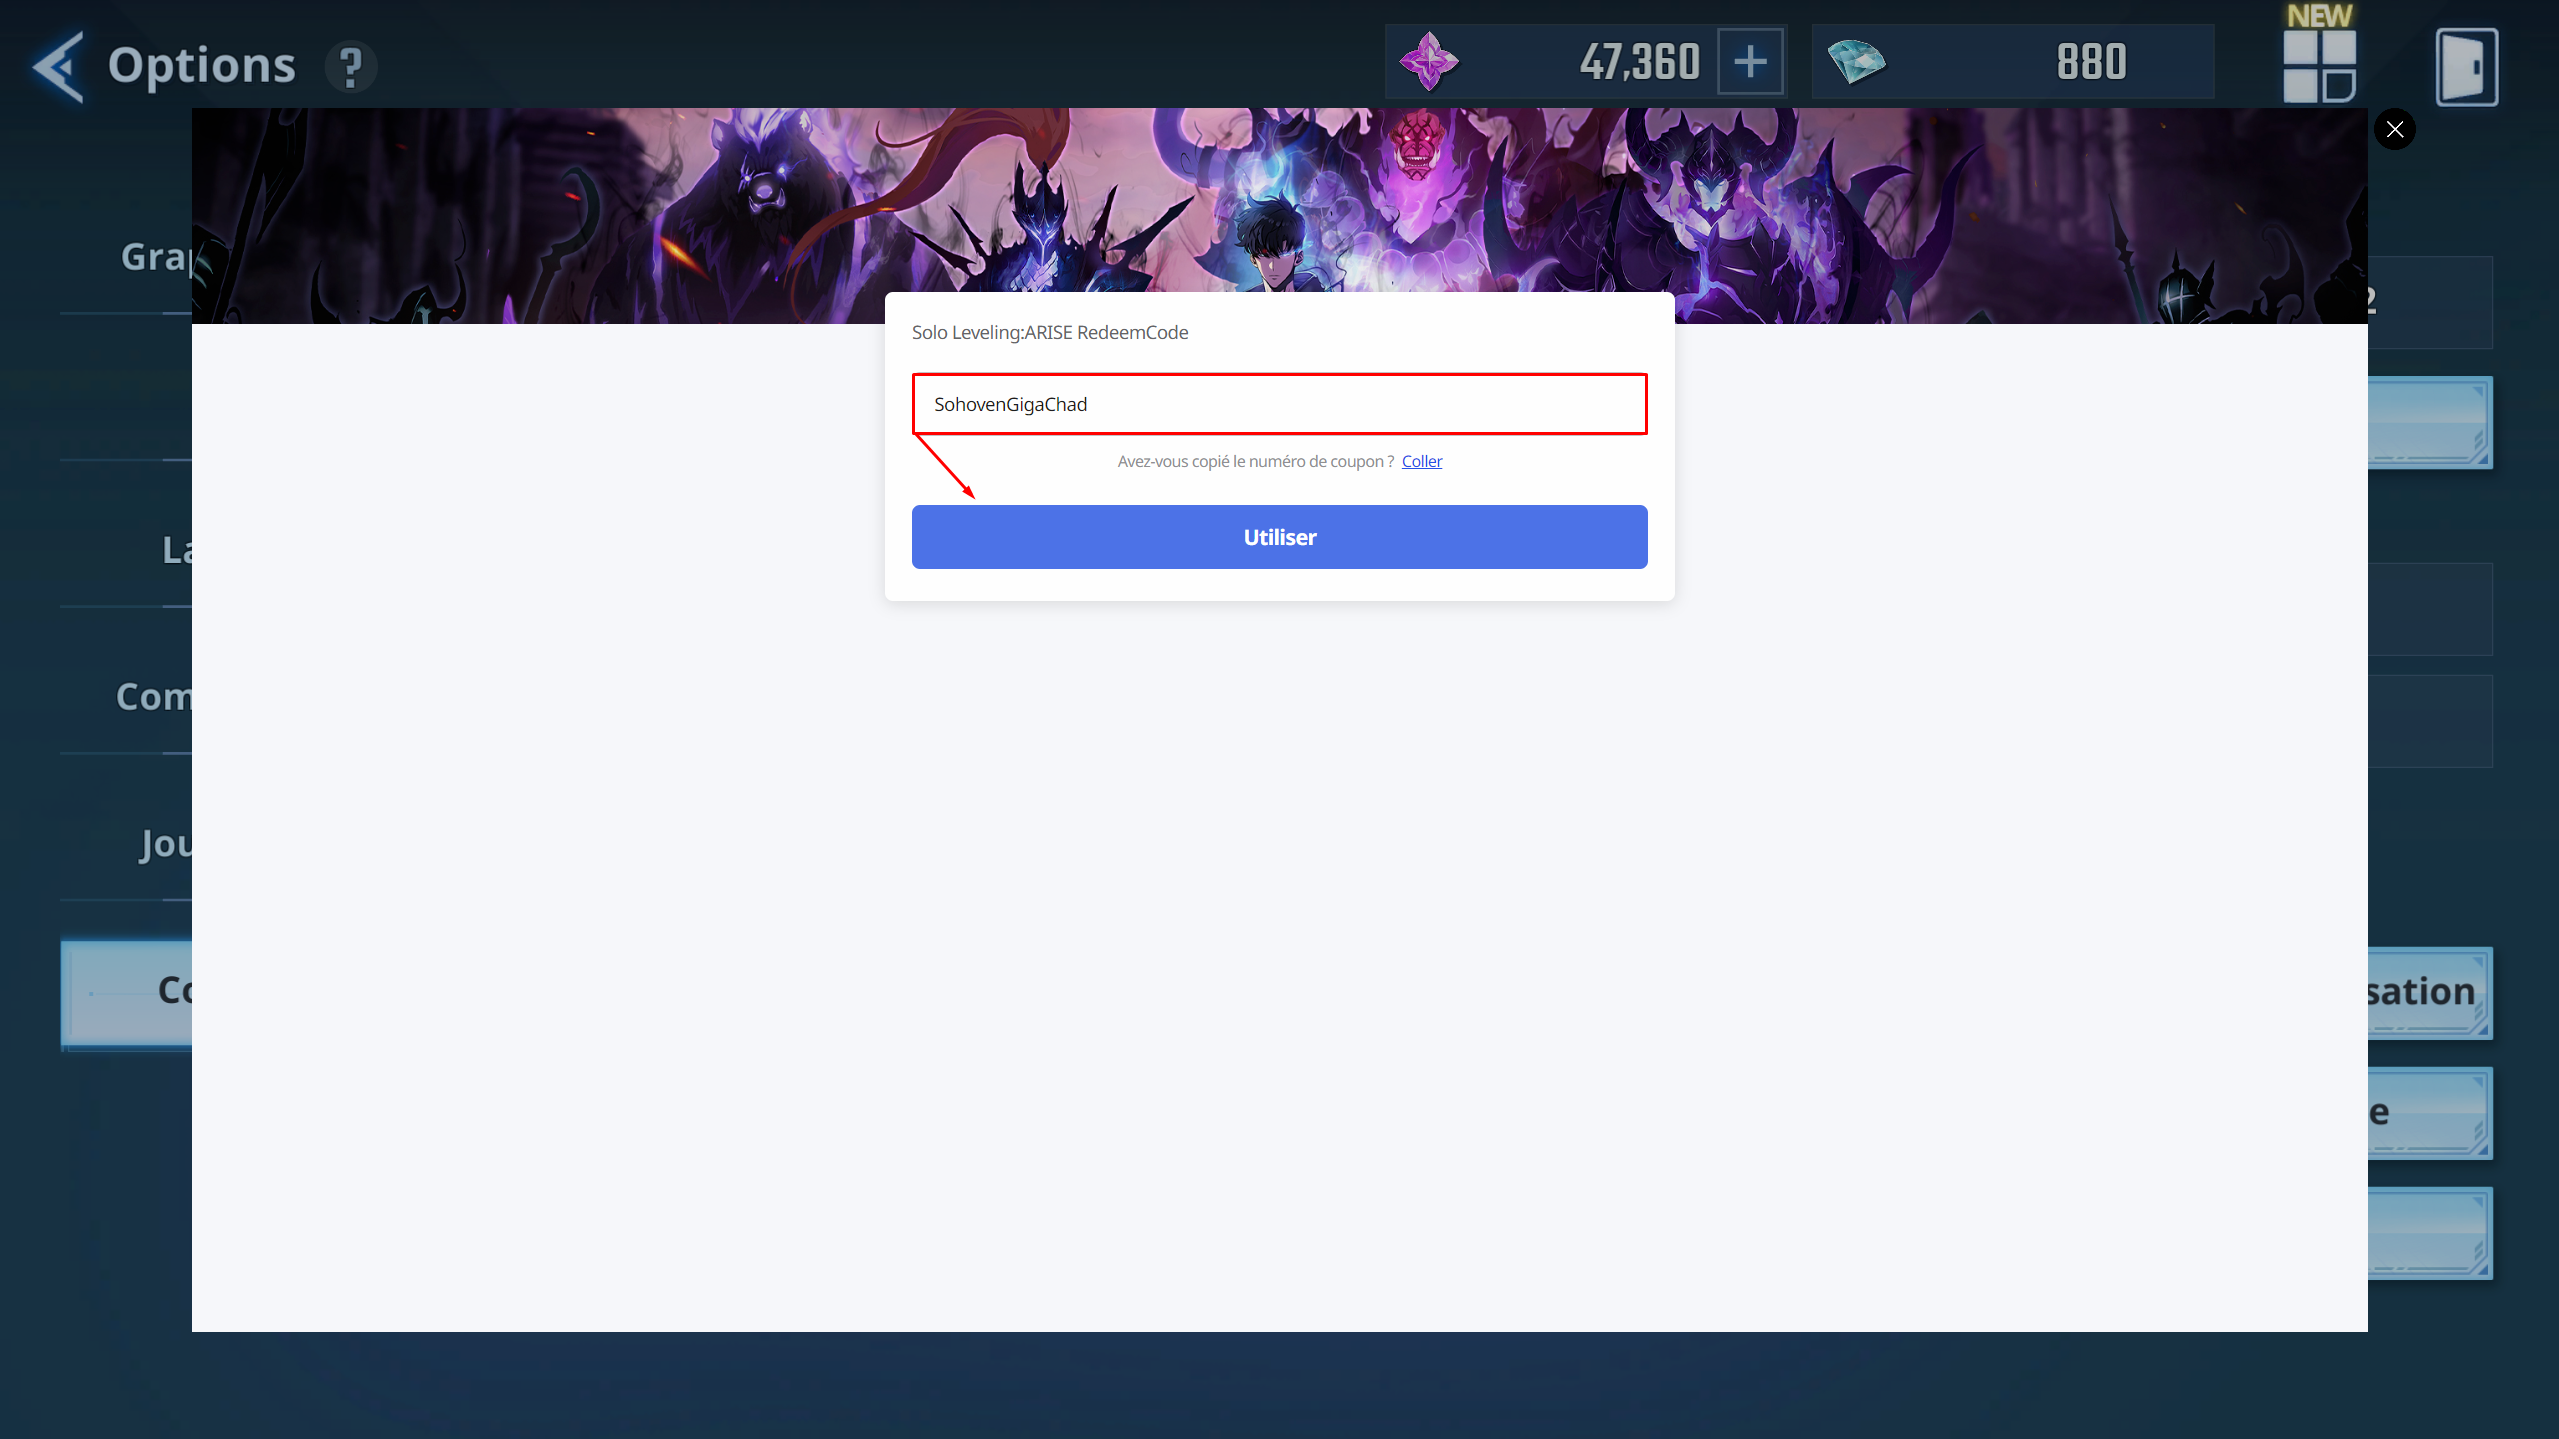 NEW
Options ?
47,360 + 880
Solo Leveling:ARISE RedeemCode
SohovenGigaChad
Avez-vous copié le numéro de coupon ? Coller
Utiliser
Gra
La
Com
Jou
Co
2
sation
e